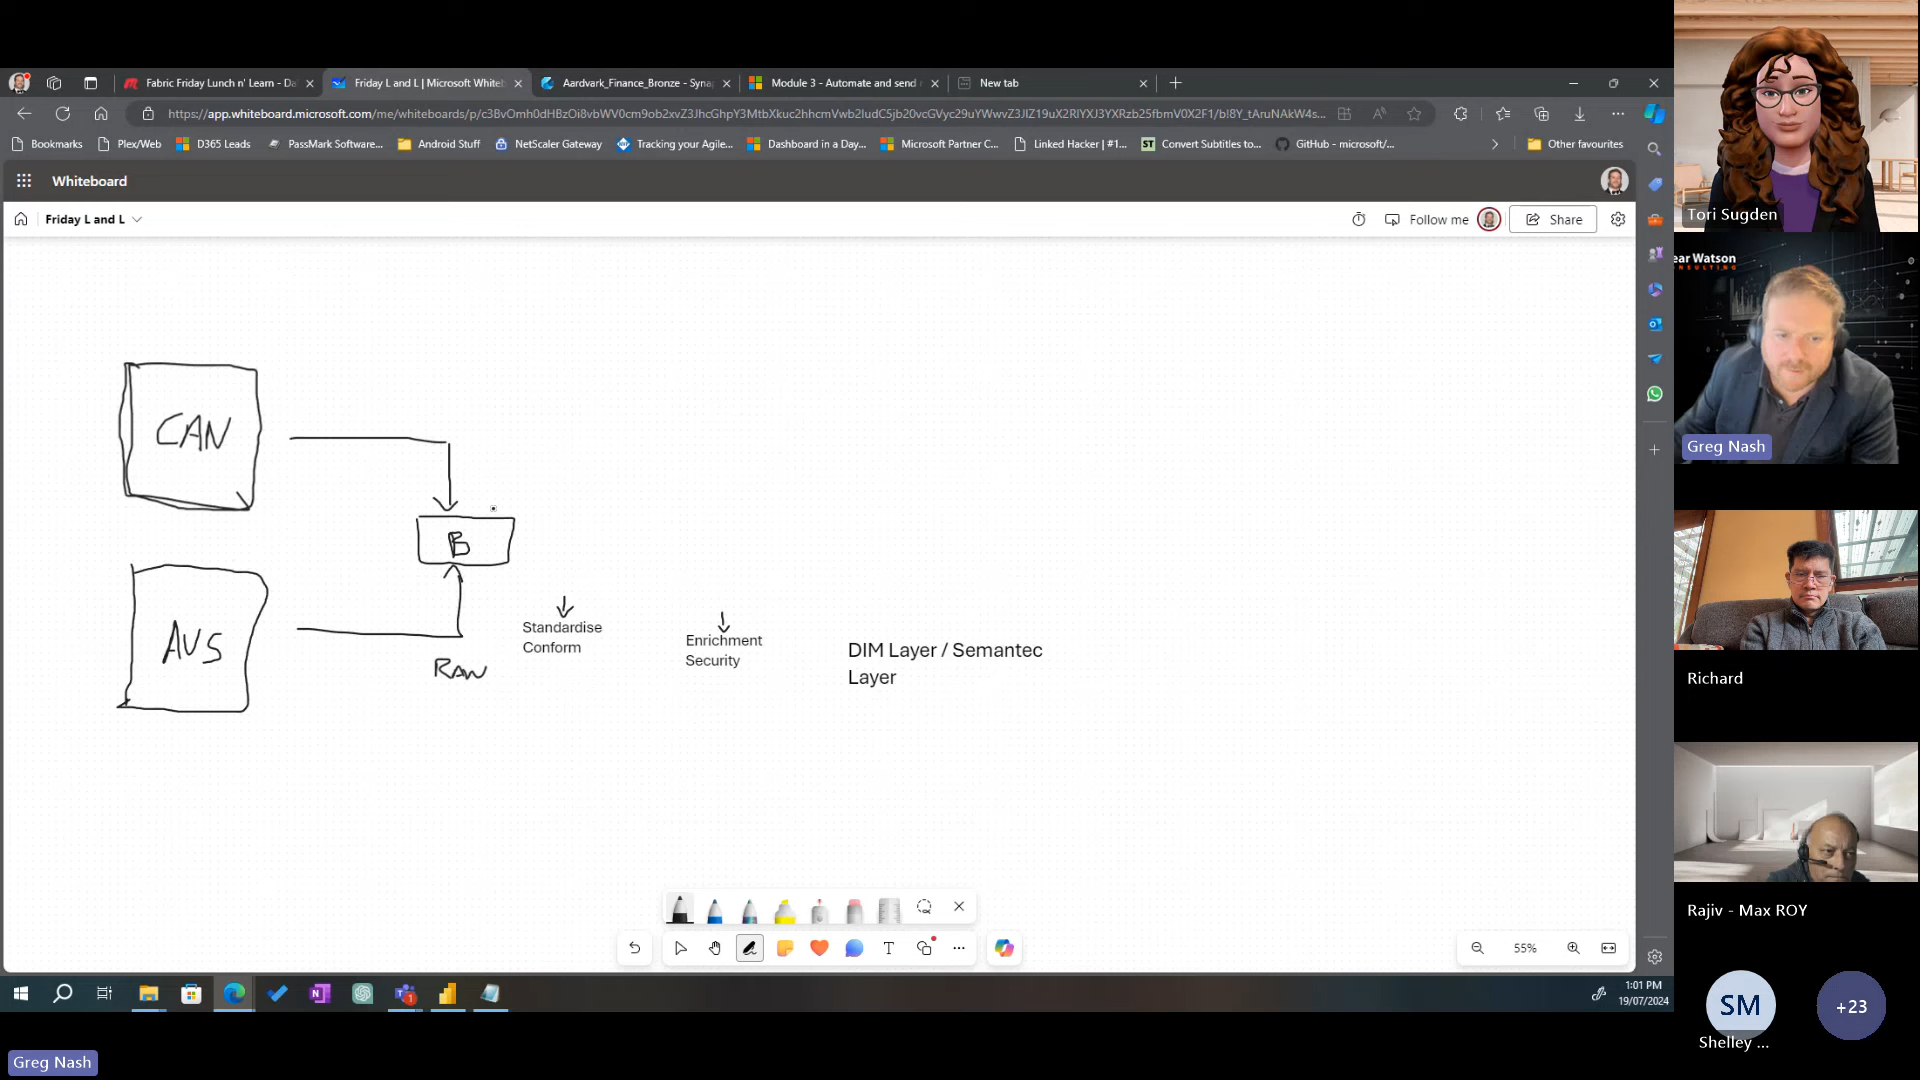 Fabric Friday Lunch n' Learn - Da
Friday L and L | Microsoft Whiteb
Aardvark_Finance_Bronze - Syna
Module 3 - Automate and send
New tab
Bookmarks
Plex/Web
D365 Leads
PassMark Software...
Android Stuff
NetScaler Gateway
Tracking your Agile...
Dashboard in a Day...
Microsoft Partner C...
Linked Hacker | #1...
ST
Convert Subtitles to...
GitHub - microsoft/...
Other favourites
Whiteboard
Friday L and L
Follow me
Share
CAN
B
AVS
RAW
Standardise
Conform
Enrichment
Security
DIM Layer / Semantec
Layer
55%
1:01 PM
19/07/2024
Tori Sugden
ear Watson
Greg Nash
Richard
Rajiv - Max ROY
SM
Shelley ...
+23
Greg Nash